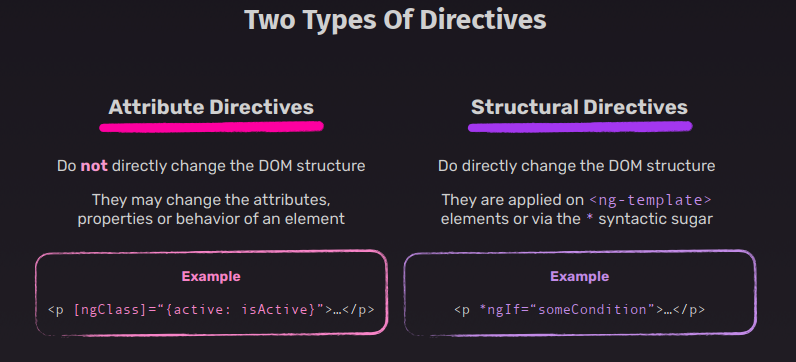 Two Types Of Directives
Attribute Directives
Do not directly change the DOM structure
They may change the attributes,
properties or behavior of an element
Example
<p [ngClass]=“{active: isActive}”>…</p>
Structural Directives
Do directly change the DOM structure
They are applied on <ng-template>
elements or via the * syntactic sugar
Example
<p *ngIf=“someCondition”>…</p>